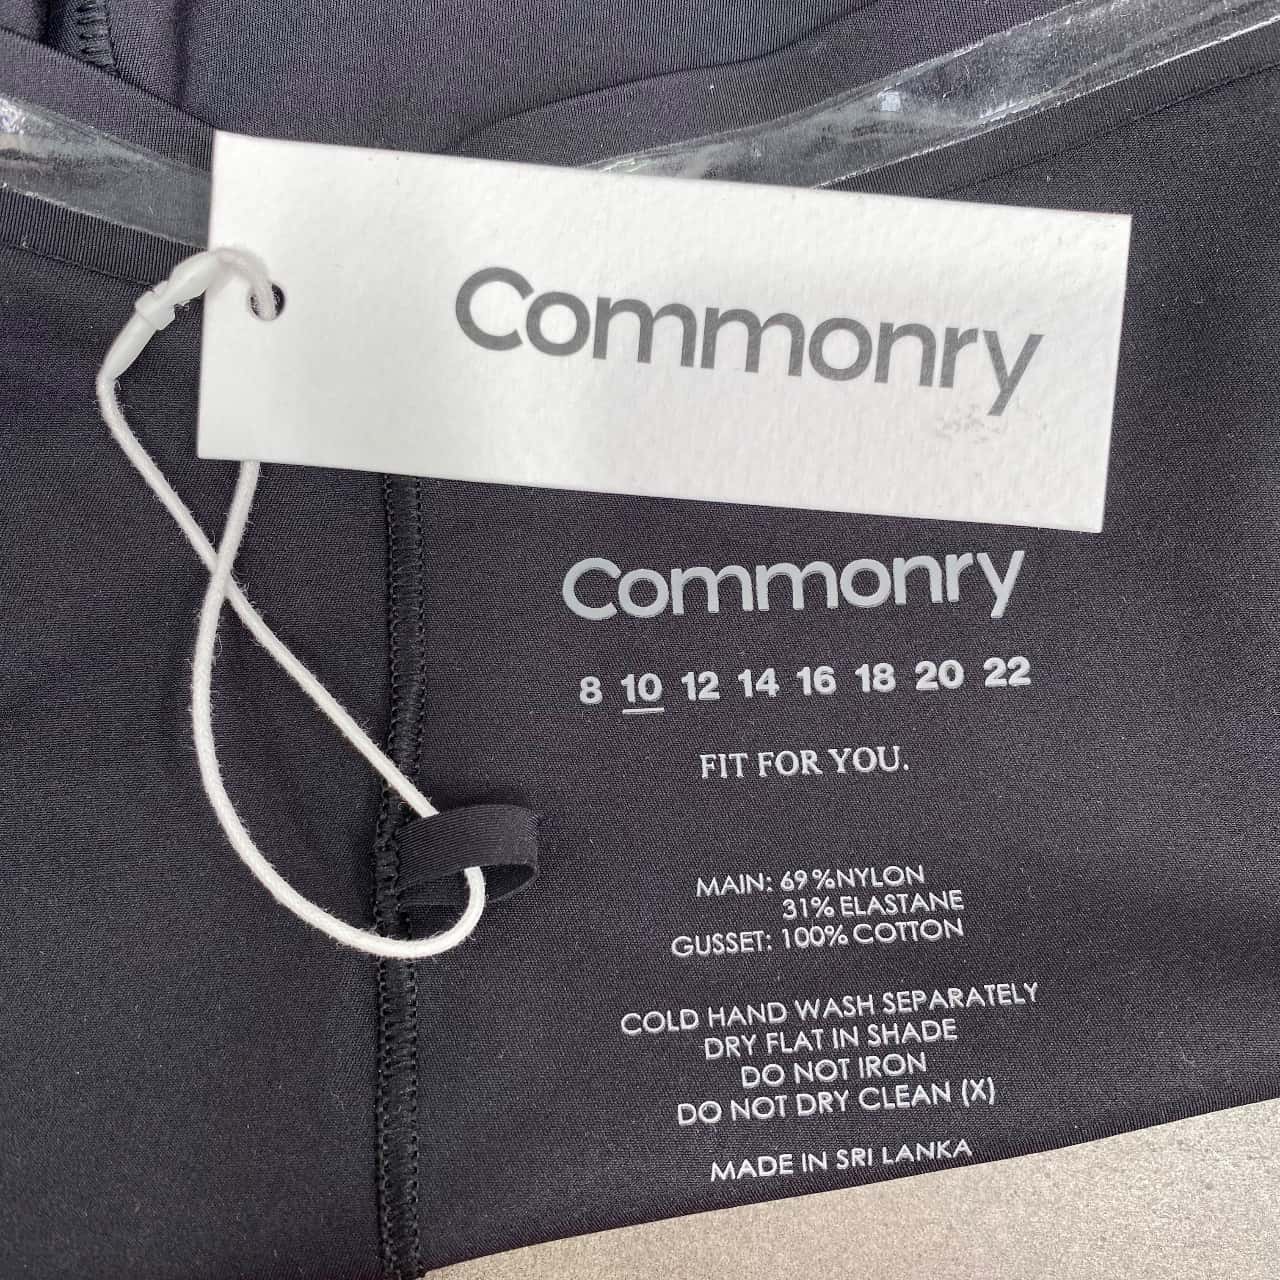 Commonry
Commonry
8 10 12 14 16 18 20 22
FIT FOR YOU.
MAIN: 69%NYLON
31% ELASTANE
GUSSET: 100% COTTON
COLD HAND WASH SEPARATELY
DRY FLAT IN SHADE
DO NOT IRON
DO NOT DRY CLEAN (X)
MADE IN SRI LANKA